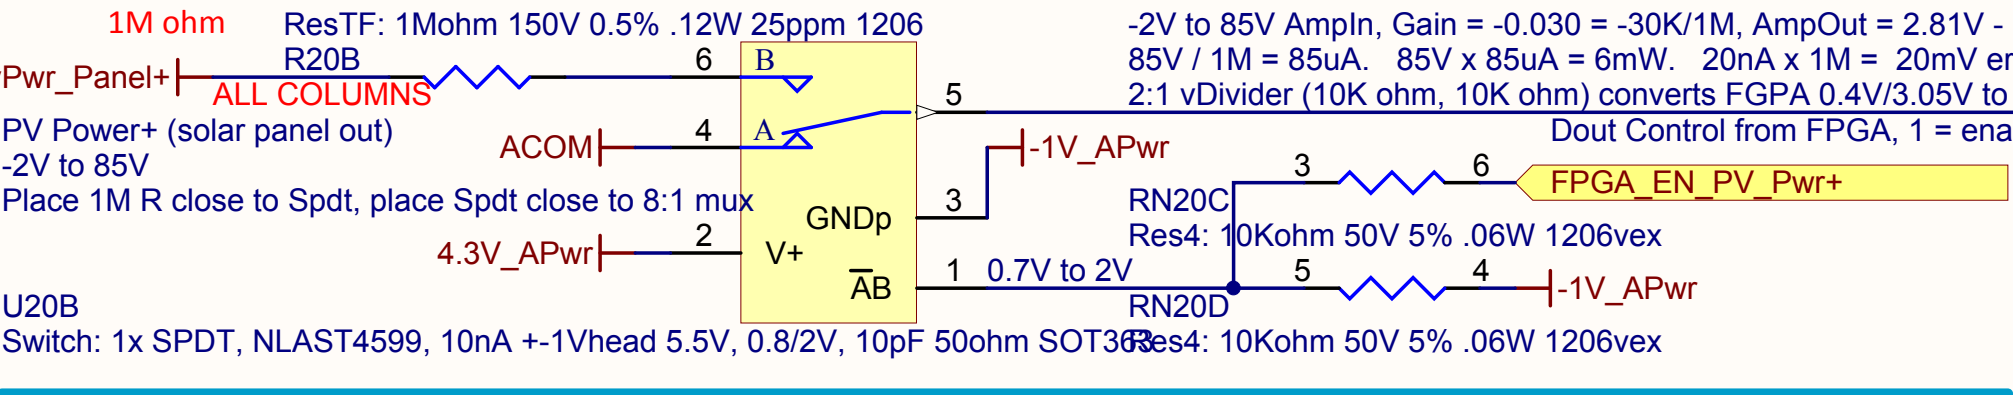 1M ohm
ResTF: 1Mohm 150V 0.5% .12W 25ppm 1206
-2V to 85V AmpIn, Gain = -0.030 = -30K/1M, AmpOut = 2.81V -
R20B
6
B
85V / 1M = 85uA. 85V x 85uA = 6mW. 20nA x 1M = 20mV er
Pwr_Panel+
ALL COLUMNS
5
2:1 vDivider (10K ohm, 10K ohm) converts FGPA 0.4V/3.05V to
PV Power+ (solar panel out)
4
A
Dout Control from FPGA, 1 = ena
ACOM
-1V_APwr
-2V to 85V
3
6
FPGA_EN_PV_Pwr+
Place 1M R close to Spdt, place Spdt close to 8:1 mux
RN20C
GNDp
3
Res4: 10Kohm 50V 5% .06W 1206vex
4.3V_APwr
2
V+
1
0.7V to 2V
5
4
A̅B
-1V_APwr
U20B
RN20D
Switch: 1x SPDT, NLAST4599, 10nA +-1Vhead 5.5V, 0.8/2V, 10pF 50ohm SOT363
Res4: 10Kohm 50V 5% .06W 1206vex